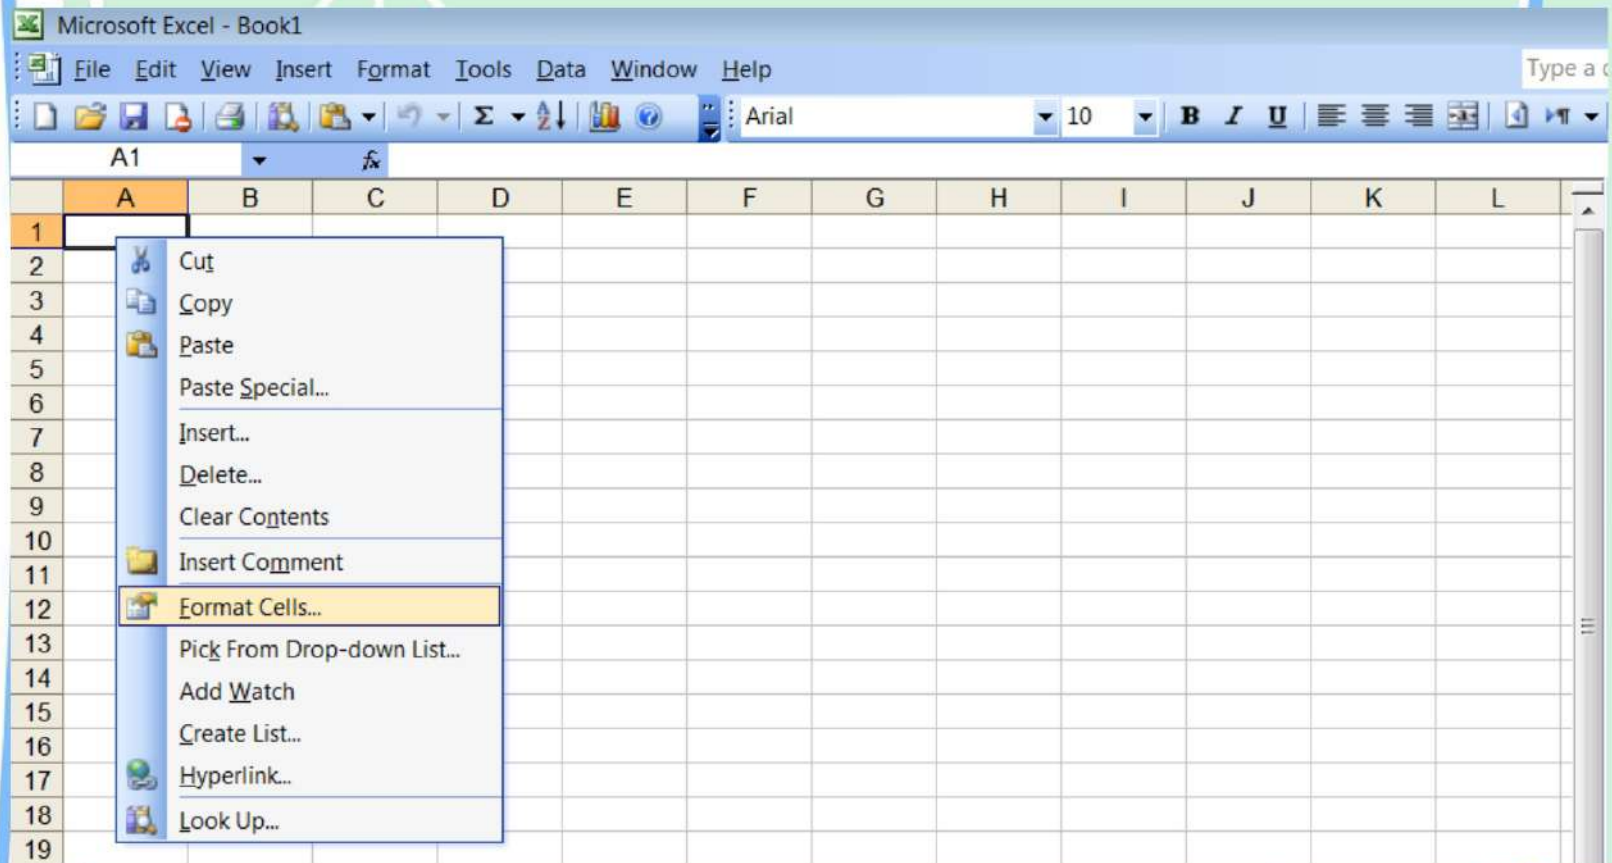 Microsoft Excel - Book1
File Edit View Insert Format Tools Data Window Help Type a
Arial 10 B I U
A1 fx
A B C D E F G H I J K L
1
2 Cut
3 Copy
4 Paste
5
6 Paste Special...
7 Insert...
8 Delete...
9 Clear Contents
10
11 Insert Comment
12 Format Cells...
13 Pick From Drop-down List...
14 Add Watch
15
16 Create List...
17 Hyperlink...
18 Look Up...
19